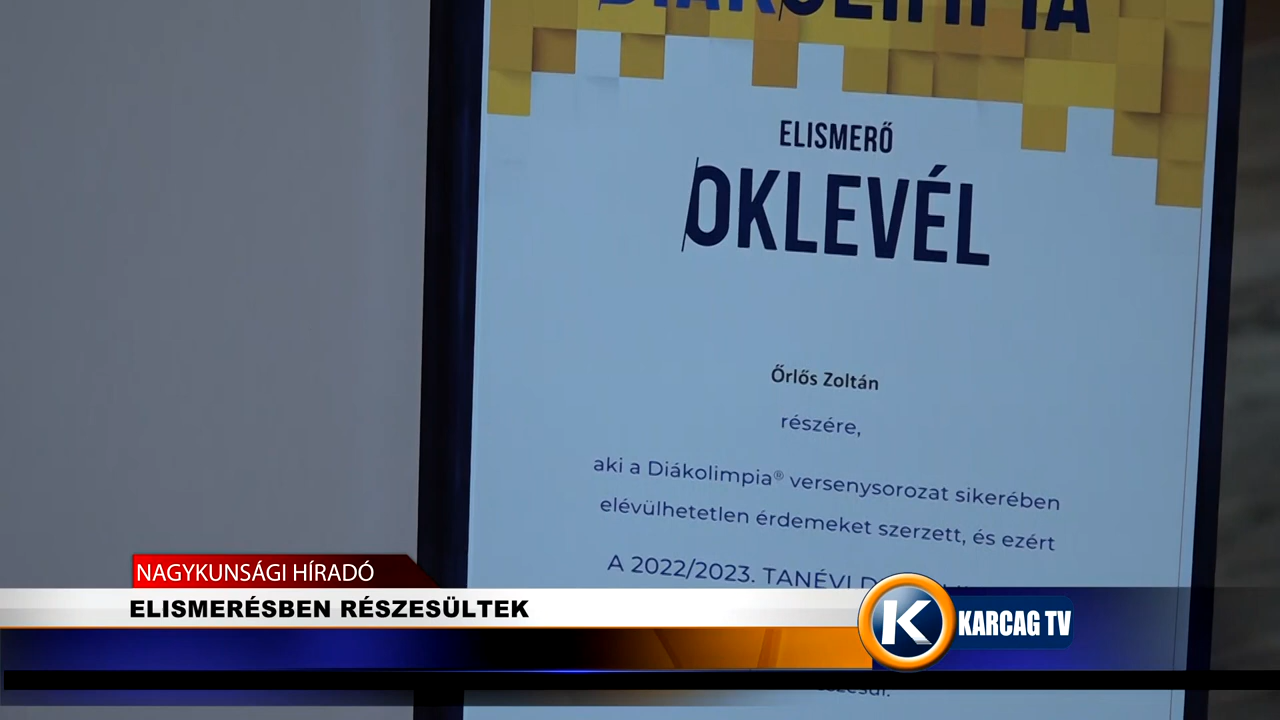 DIÁKOLIMPIA
ELISMERŐ
OKLEVÉL
Őrlős Zoltán
részére,
aki a Diákolimpia® versenysorozat sikerében
elévülhetetlen érdemeket szerzett, és ezért
A 2022/2023. TANÉVI
NAGYKUNSÁGI HÍRADÓ
ELISMERÉSBEN RÉSZESÜLTEK
K KARCAG TV